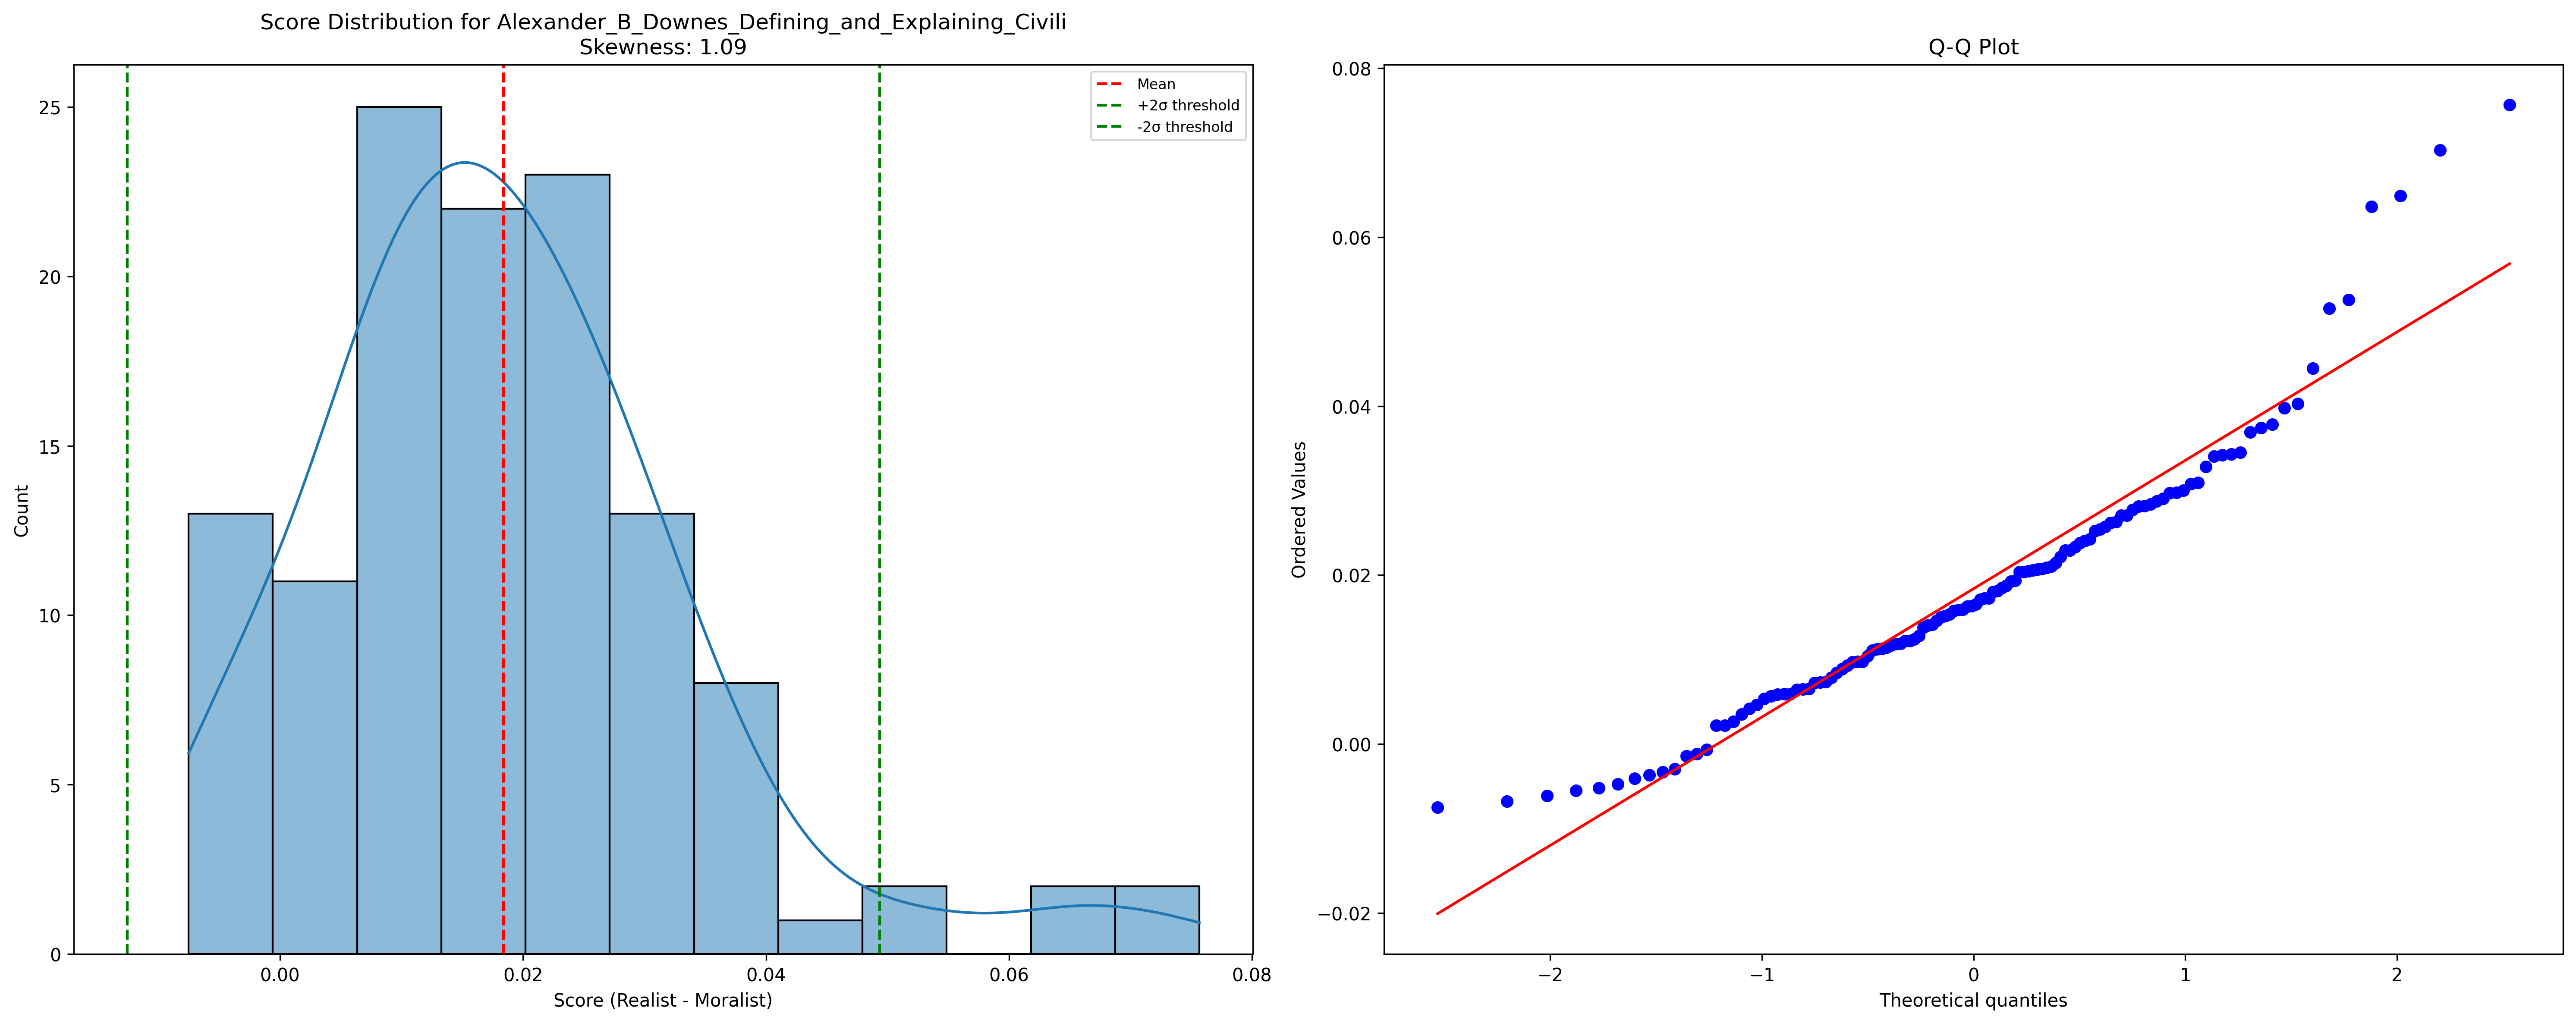 Score Distribution for Alexander_B_Downes_Defining_and_Explaining_Civili
Skewness: 1.09
Mean
+2σ threshold
-2σ threshold
25
20
15
10
5
0
Count
0.00 0.02 0.04 0.06 0.08
Score (Realist - Moralist)
Q-Q Plot
0.08
0.06
0.04
0.02
0.00
−0.02
Ordered Values
−2 −1 0 1 2
Theoretical quantiles